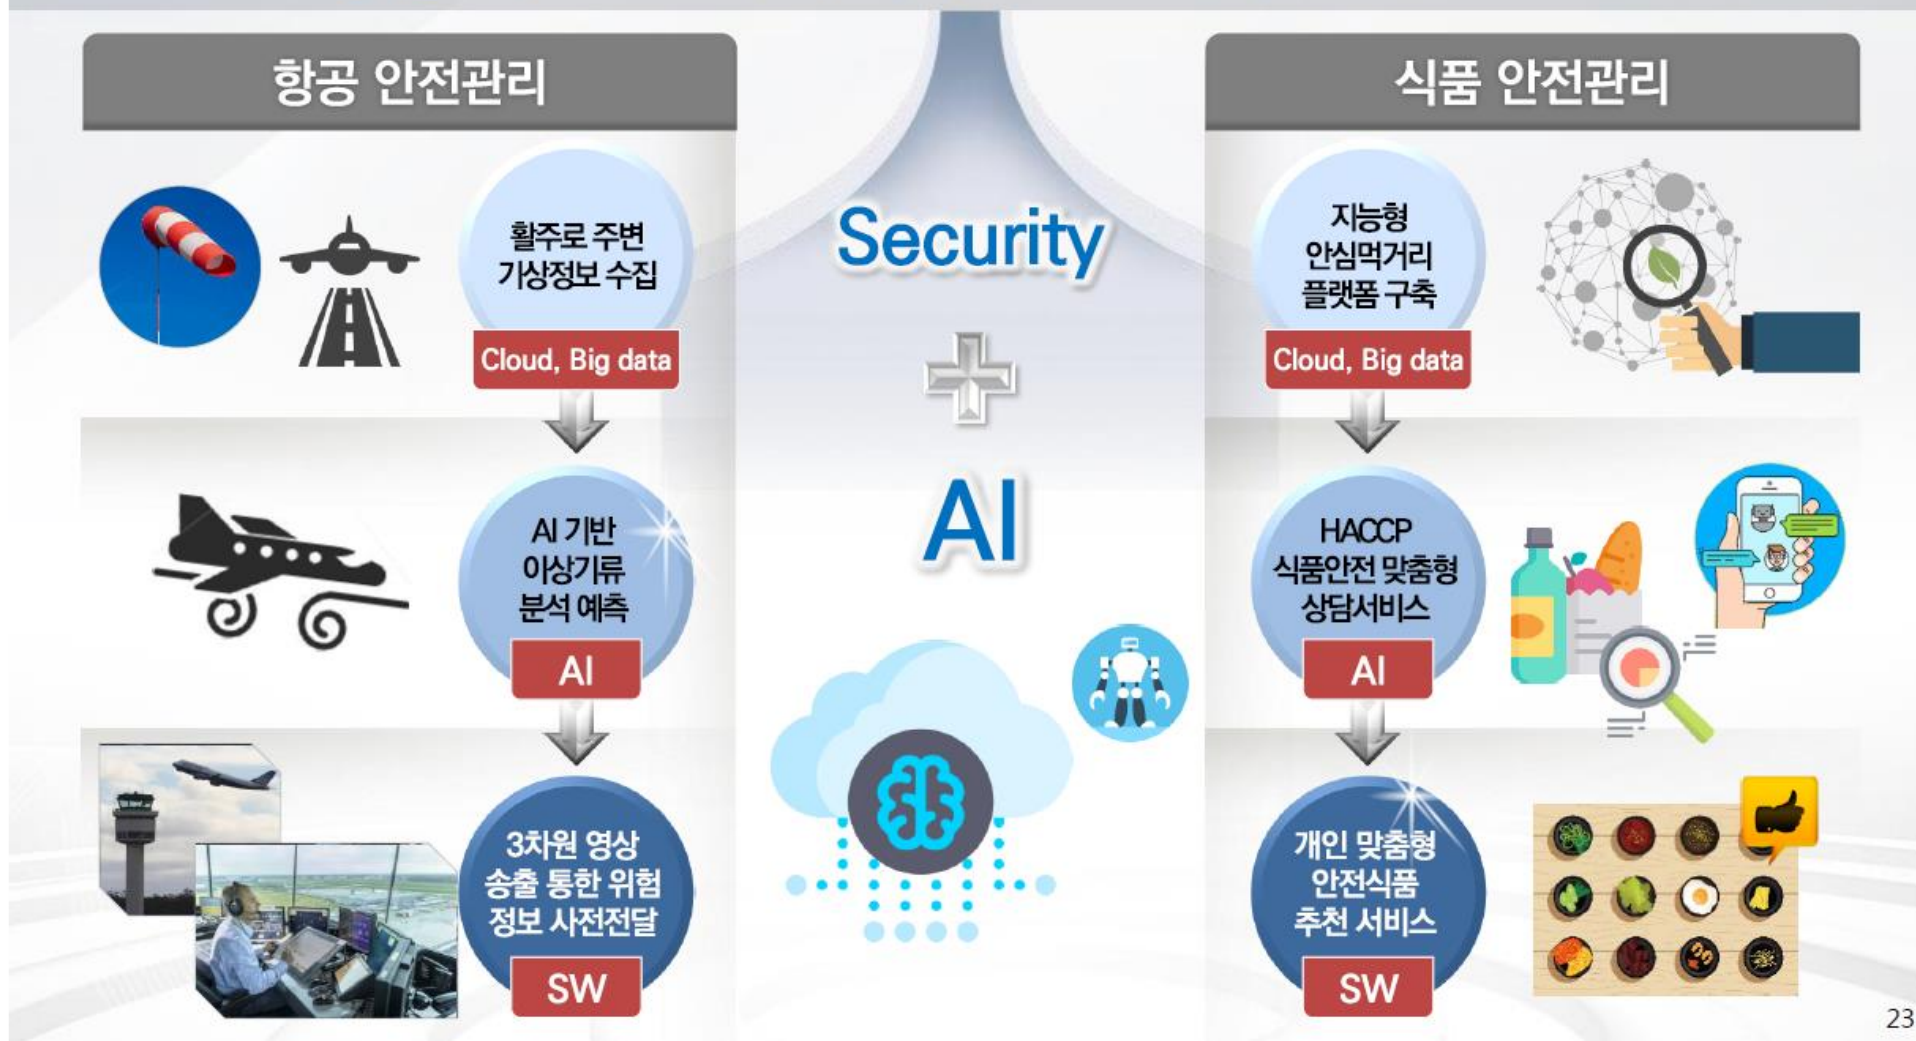 항공 안전관리
활주로 주변
기상정보 수집
Cloud, Big data
AI 기반
이상기류
분석 예측
AI
3차원 영상
송출 통한 위험
정보 사전전달
SW
Security
AI
식품 안전관리
지능형
안심먹거리
플랫폼 구축
Cloud, Big data
HACCP
식품안전 맞춤형
상담서비스
AI
개인 맞춤형
안전식품
추천 서비스
SW
23